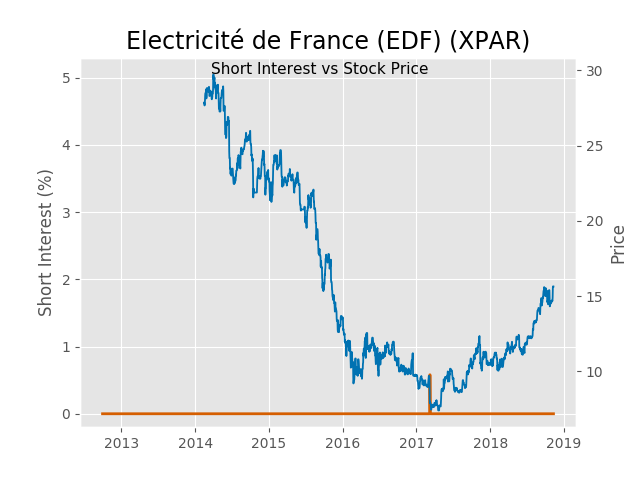 Electricité de France (EDF) (XPAR)
Short Interest vs Stock Price
Short Interest (%)
5
4
3
2
1
0
30
25
20
15
10
Price
2013 2014 2015 2016 2017 2018 2019